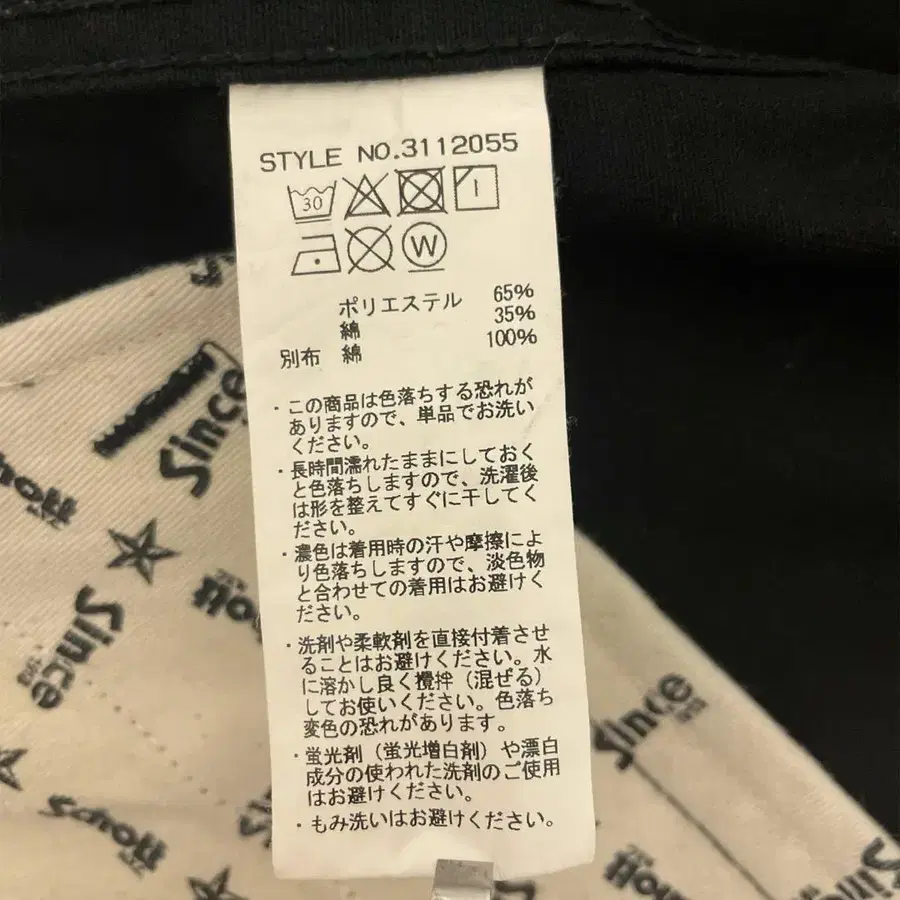 STYLE NO.3112055
30
W
ポリエステル 65%
綿 35%
別布 綿 100%
・この商品は色落ちする恐れが
ありますので、単品でお洗い
ください。
・長時間濡れたままにしておく
と色落ちしますので、洗濯後
は形を整えてすぐに干してく
ださい。
・濃色は着用時の汗や摩擦によ
り色落ちしますので、淡色物
と合わせての着用はお避けく
ださい。
・洗剤や柔軟剤を直接付着させ
ることはお避けください。水
に溶かし良く攪拌（混ぜる）
してお使いください。色落ち
変色の恐れがあります。
・蛍光剤（蛍光増白剤）や漂白
成分の使われた洗剤のご使用
はお避けください。
・もみ洗いはお避けください。
Since
Schott
Since
Schott
Since
Since